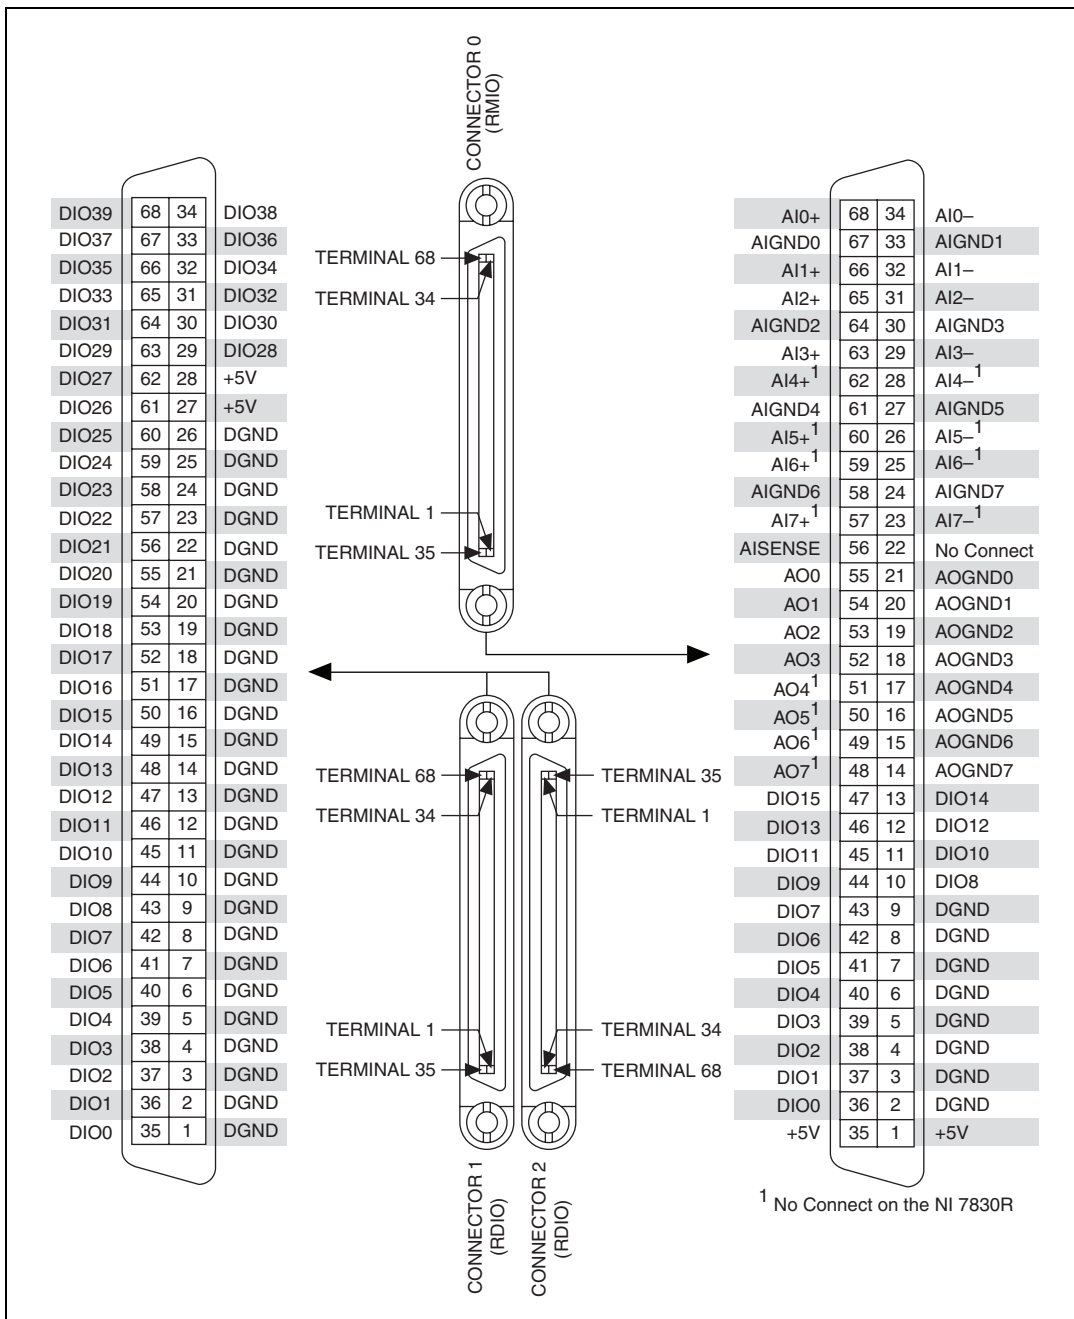 CONNECTOR 0
(RMIO)
TERMINAL 68
TERMINAL 34
TERMINAL 1
TERMINAL 35
DIO39 68 34 DIO38
DIO37 67 33 DIO36
DIO35 66 32 DIO34
DIO33 65 31 DIO32
DIO31 64 30 DIO30
DIO29 63 29 DIO28
DIO27 62 28 +5V
DIO26 61 27 +5V
DIO25 60 26 DGND
DIO24 59 25 DGND
DIO23 58 24 DGND
DIO22 57 23 DGND
DIO21 56 22 DGND
DIO20 55 21 DGND
DIO19 54 20 DGND
DIO18 53 19 DGND
DIO17 52 18 DGND
DIO16 51 17 DGND
DIO15 50 16 DGND
DIO14 49 15 DGND
DIO13 48 14 DGND
DIO12 47 13 DGND
DIO11 46 12 DGND
DIO10 45 11 DGND
DIO9 44 10 DGND
DIO8 43 9 DGND
DIO7 42 8 DGND
DIO6 41 7 DGND
DIO5 40 6 DGND
DIO4 39 5 DGND
DIO3 38 4 DGND
DIO2 37 3 DGND
DIO1 36 2 DGND
DIO0 35 1 DGND
TERMINAL 68
TERMINAL 34
TERMINAL 35
TERMINAL 1
TERMINAL 1
TERMINAL 35
TERMINAL 34
TERMINAL 68
CONNECTOR 1
(RDIO)
CONNECTOR 2
(RDIO)
AI0+ 68 34 AI0–
AIGND0 67 33 AIGND1
AI1+ 66 32 AI1–
AI2+ 65 31 AI2–
AIGND2 64 30 AIGND3
AI3+ 63 29 AI3–
AI4+1 62 28 AI4–1
AIGND4 61 27 AIGND5
AI5+1 60 26 AI5–1
AI6+1 59 25 AI6–1
AIGND6 58 24 AIGND7
AI7+1 57 23 AI7–1
AISENSE 56 22 No Connect
AO0 55 21 AOGND0
AO1 54 20 AOGND1
AO2 53 19 AOGND2
AO3 52 18 AOGND3
AO41 51 17 AOGND4
AO51 50 16 AOGND5
AO61 49 15 AOGND6
AO71 48 14 AOGND7
DIO15 47 13 DIO14
DIO13 46 12 DIO12
DIO11 45 11 DIO10
DIO9 44 10 DIO8
DIO7 43 9 DGND
DIO6 42 8 DGND
DIO5 41 7 DGND
DIO4 40 6 DGND
DIO3 39 5 DGND
DIO2 38 4 DGND
DIO1 37 3 DGND
DIO0 36 2 DGND
+5V 35 1 +5V
1 No Connect on the NI 7830R